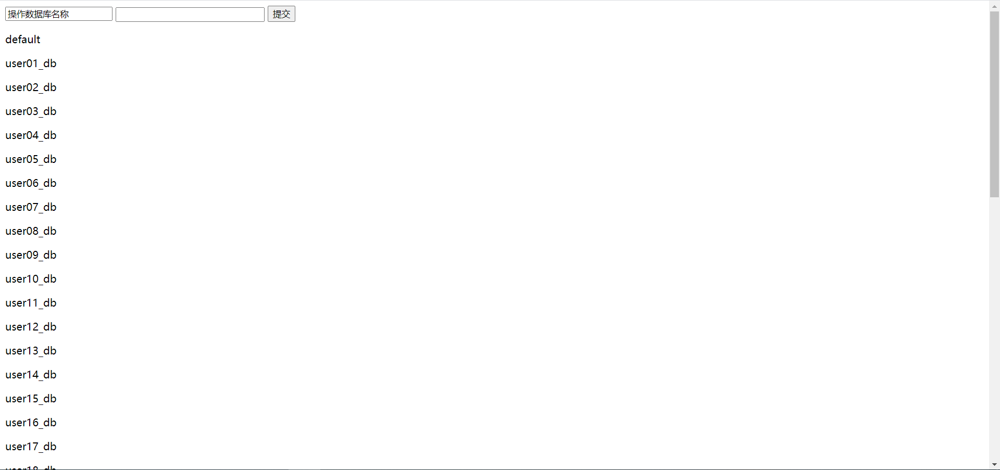 操作数据库名称 提交
default
user01_db
user02_db
user03_db
user04_db
user05_db
user06_db
user07_db
user08_db
user09_db
user10_db
user11_db
user12_db
user13_db
user14_db
user15_db
user16_db
user17_db
user18_db